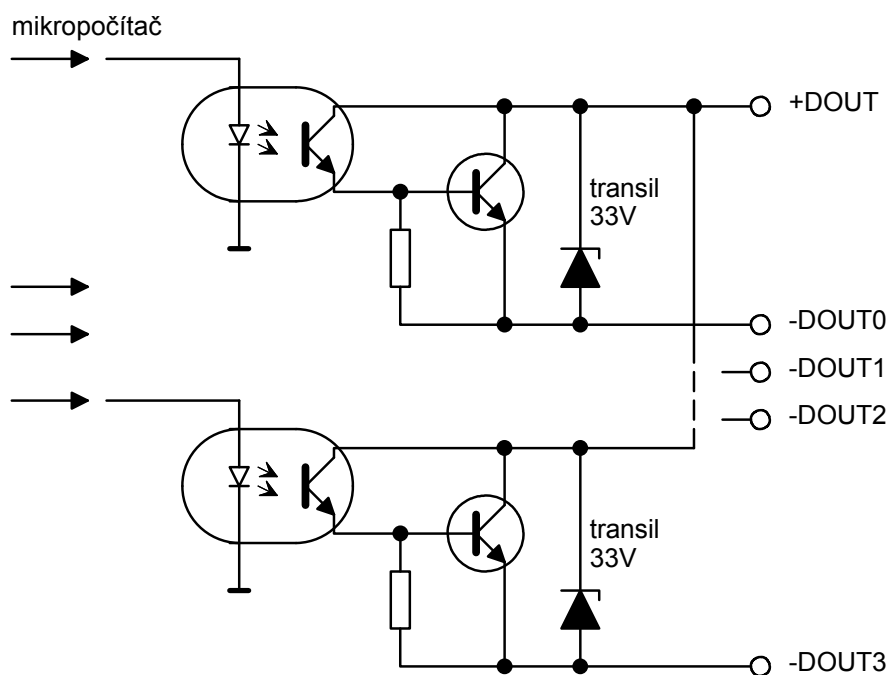 mikropočítač
+DOUT
transil
33V
-DOUT0
-DOUT1
-DOUT2
transil
33V
-DOUT3